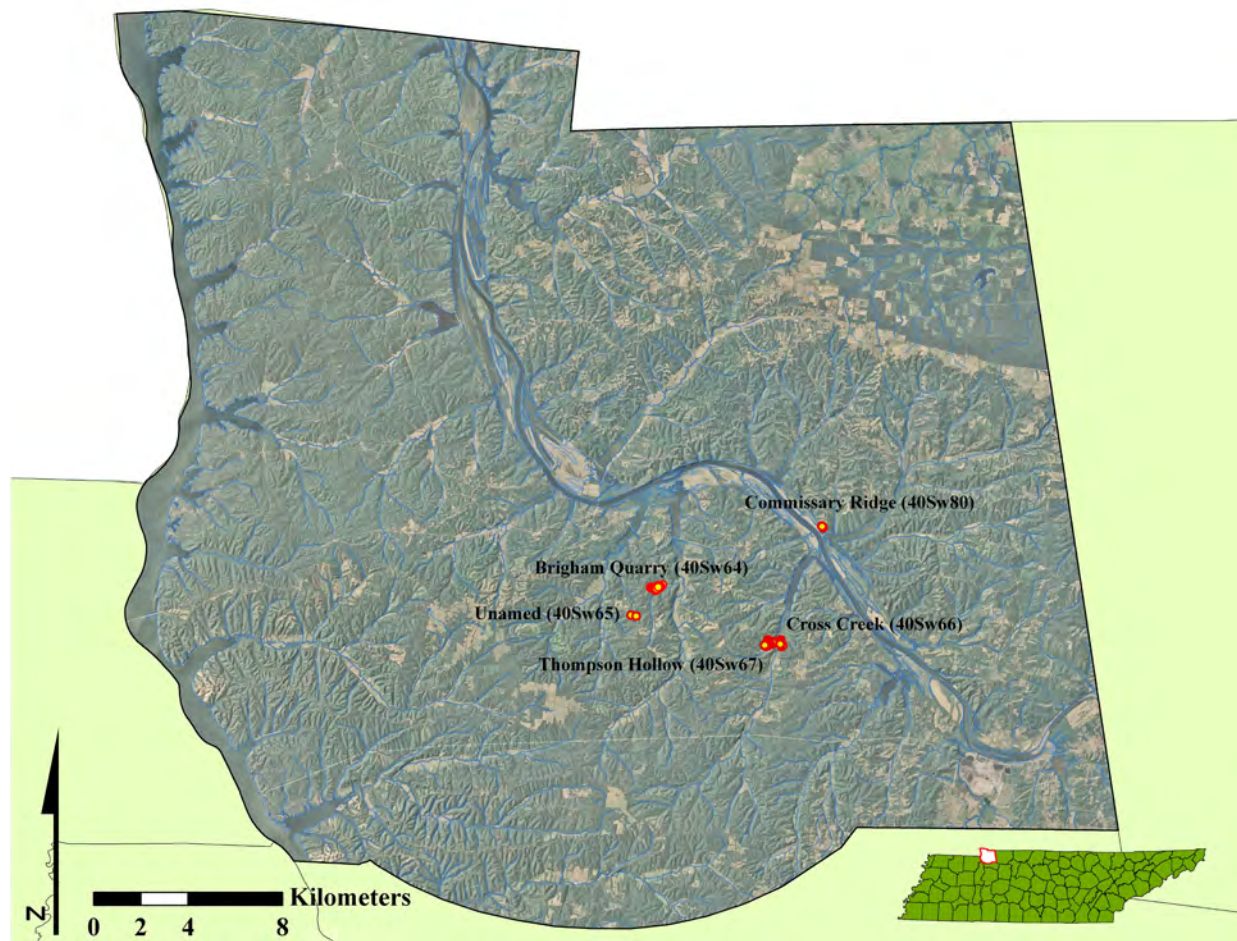 Commissary Ridge (40Sw80)
Brigham Quarry (40Sw64)
Unamed (40Sw65)
Cross Creek (40Sw66)
Thompson Hollow (40Sw67)
Kilometers
0 2 4 8
N